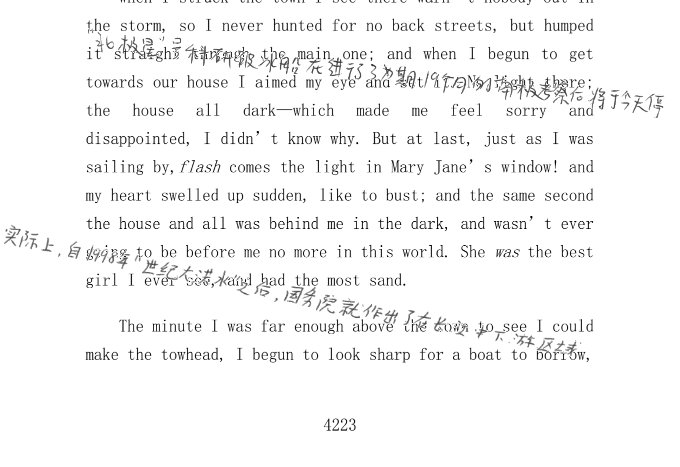 when I struck the town I see there warn't nobody out in
the storm, so I never hunted for no back streets, but humped
it straight through the main one; and when I begun to get
towards our house I aimed my eye and set it. No light there;
the house all dark—which made me feel sorry and
disappointed, I didn't know why. But at last, just as I was
sailing by, flash comes the light in Mary Jane's window! and
my heart swelled up sudden, like to bust; and the same second
the house and all was behind me in the dark, and wasn't ever
going to be before me no more in this world. She was the best
girl I ever see, and had the most sand.
The minute I was far enough above the town to see I could
make the towhead, I begun to look sharp for a boat to borrow,
4223
“北极星”号科研破冰船在进行了为期19个月的南极考察后将于今天停
实际上,自1998年“世纪大洪水”之后,国务院就作出了在长江中下游区域